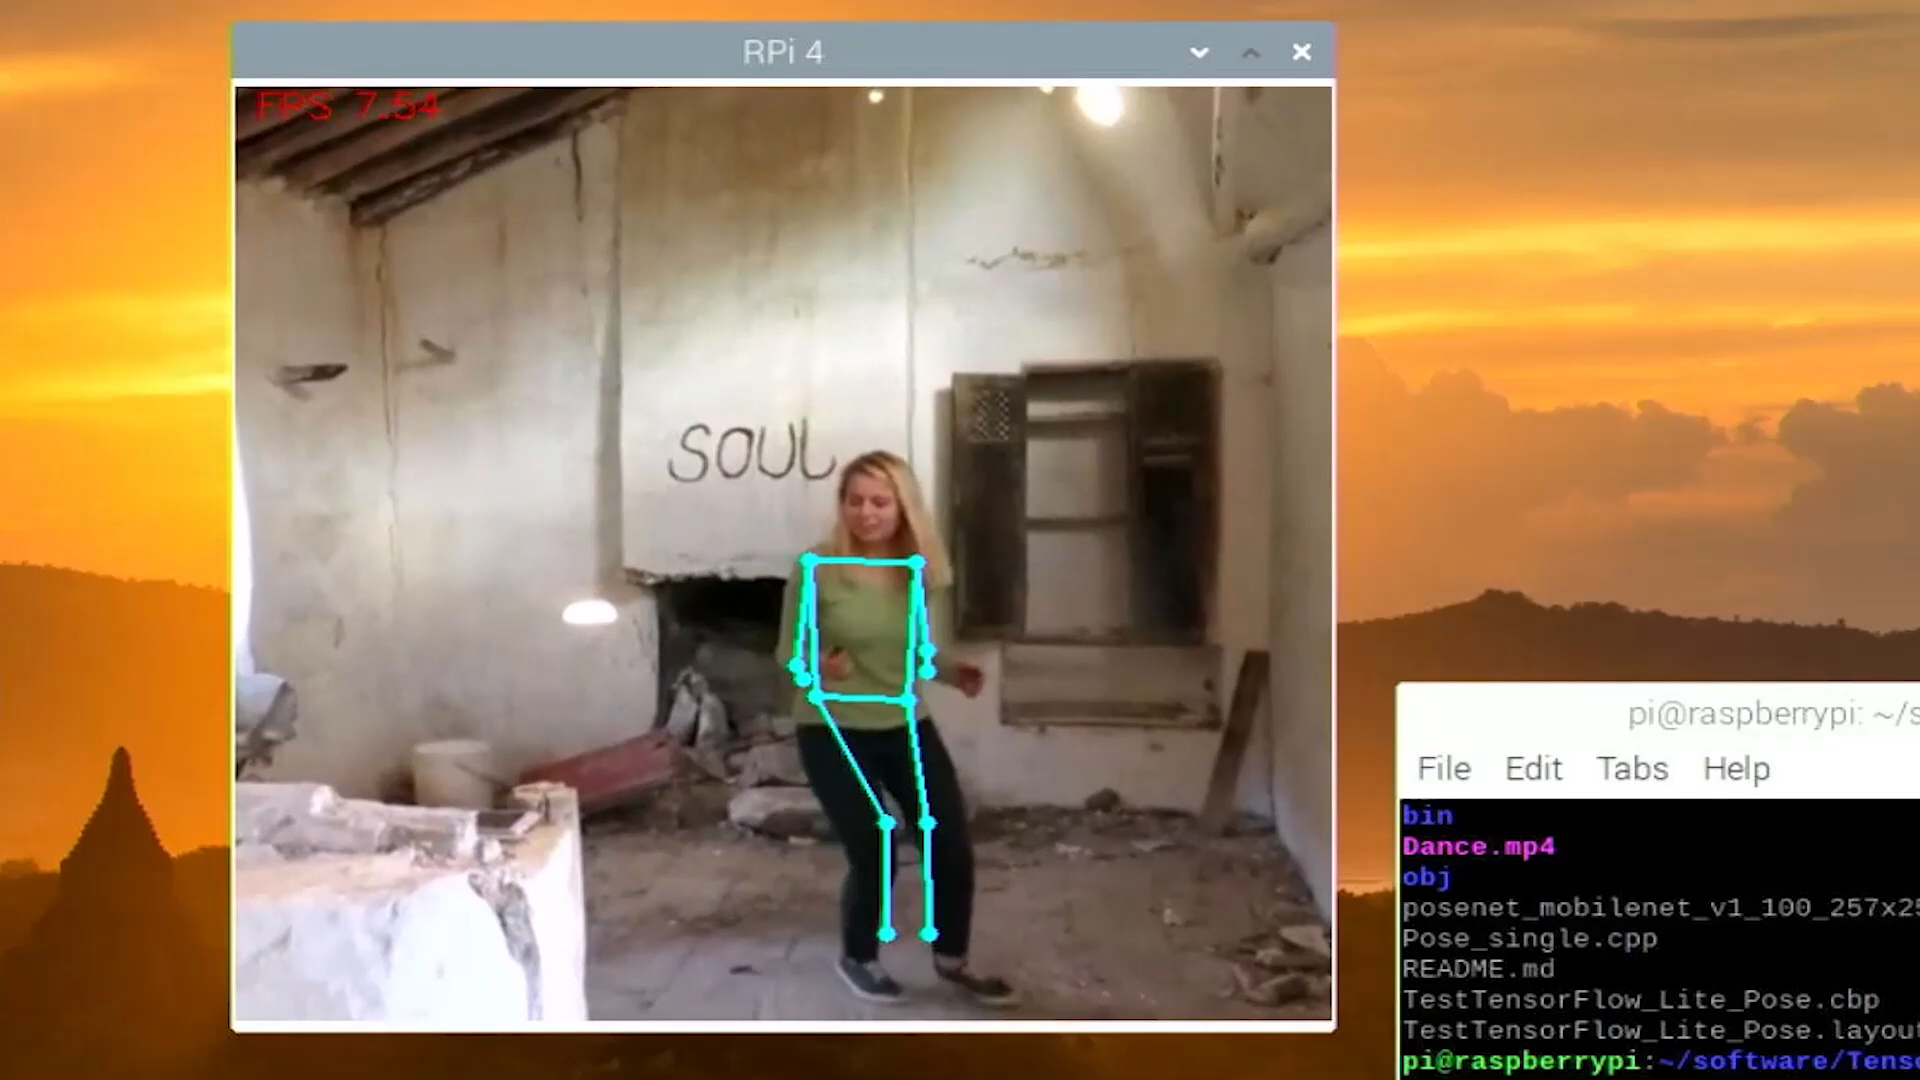 RPi 4
FPS 7.54
SOUL
pi@raspberrypi: ~/s
File Edit Tabs Help
bin
Dance.mp4
obj
posenet_mobilenet_v1_100_257x25
Pose_single.cpp
README.md
TestTensorFlow_Lite_Pose.cbp
TestTensorFlow_Lite_Pose.layout
pi@raspberrypi:~/software/Tenso